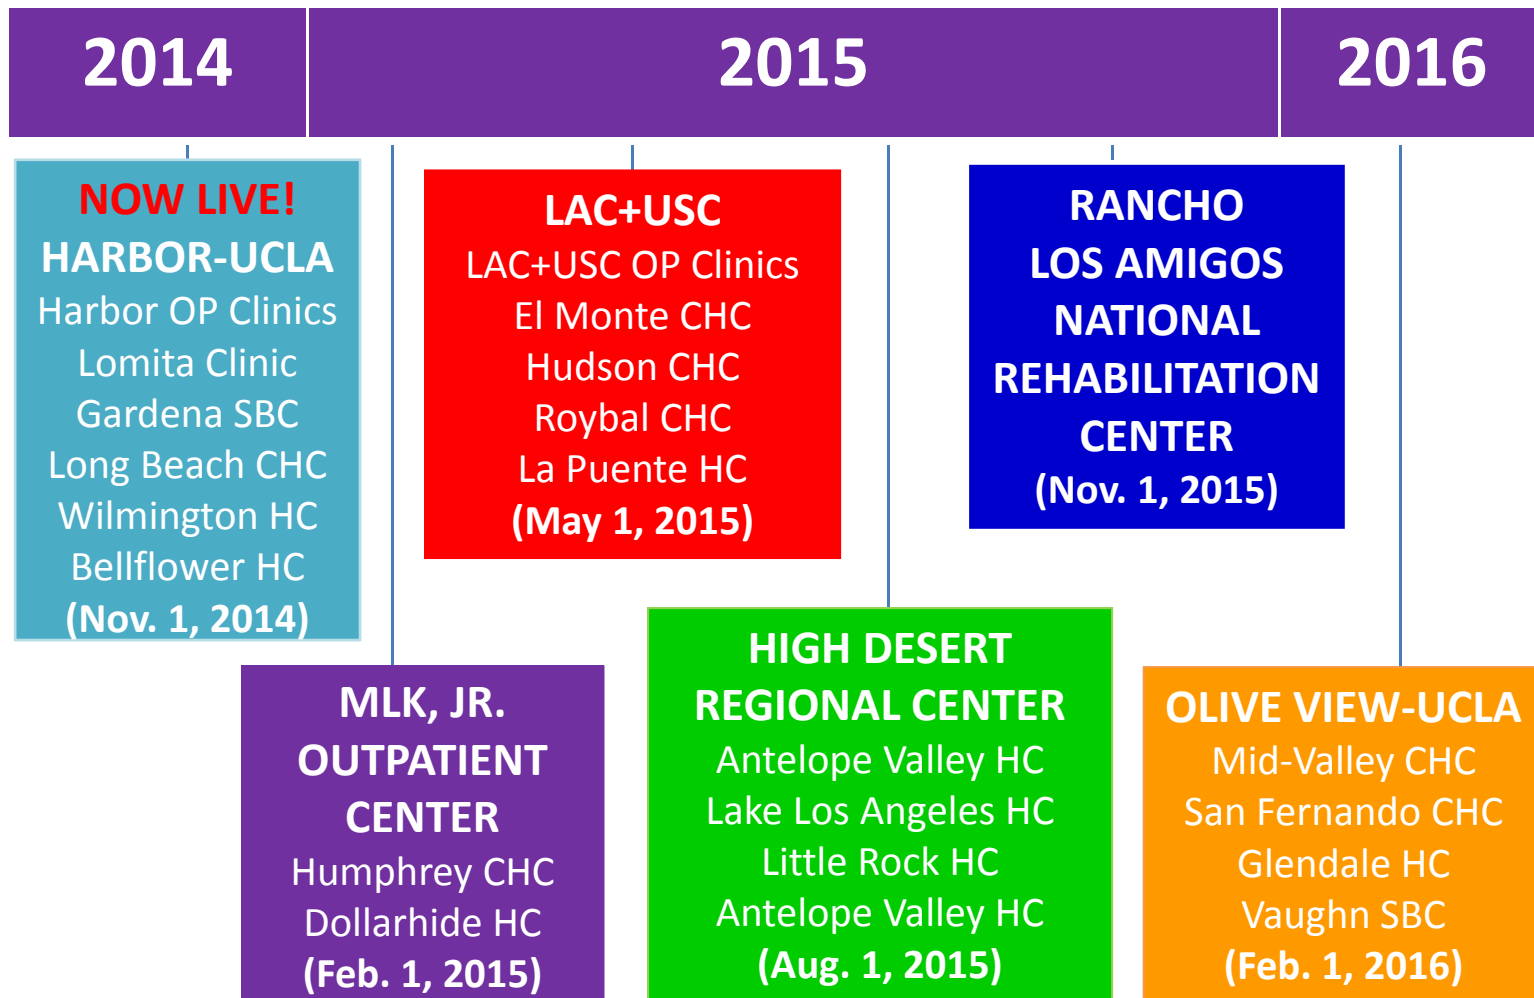 2014
2015
2016
NOW LIVE!
HARBOR-UCLA
Harbor OP Clinics
Lomita Clinic
Gardena SBC
Long Beach CHC
Wilmington HC
Bellflower HC
(Nov. 1, 2014)
MLK, JR.
OUTPATIENT
CENTER
Humphrey CHC
Dollarhide HC
(Feb. 1, 2015)
LAC+USC
LAC+USC OP Clinics
El Monte CHC
Hudson CHC
Roybal CHC
La Puente HC
(May 1, 2015)
HIGH DESERT
REGIONAL CENTER
Antelope Valley HC
Lake Los Angeles HC
Little Rock HC
Antelope Valley HC
(Aug. 1, 2015)
RANCHO
LOS AMIGOS
NATIONAL
REHABILITATION
CENTER
(Nov. 1, 2015)
OLIVE VIEW-UCLA
Mid-Valley CHC
San Fernando CHC
Glendale HC
Vaughn SBC
(Feb. 1, 2016)